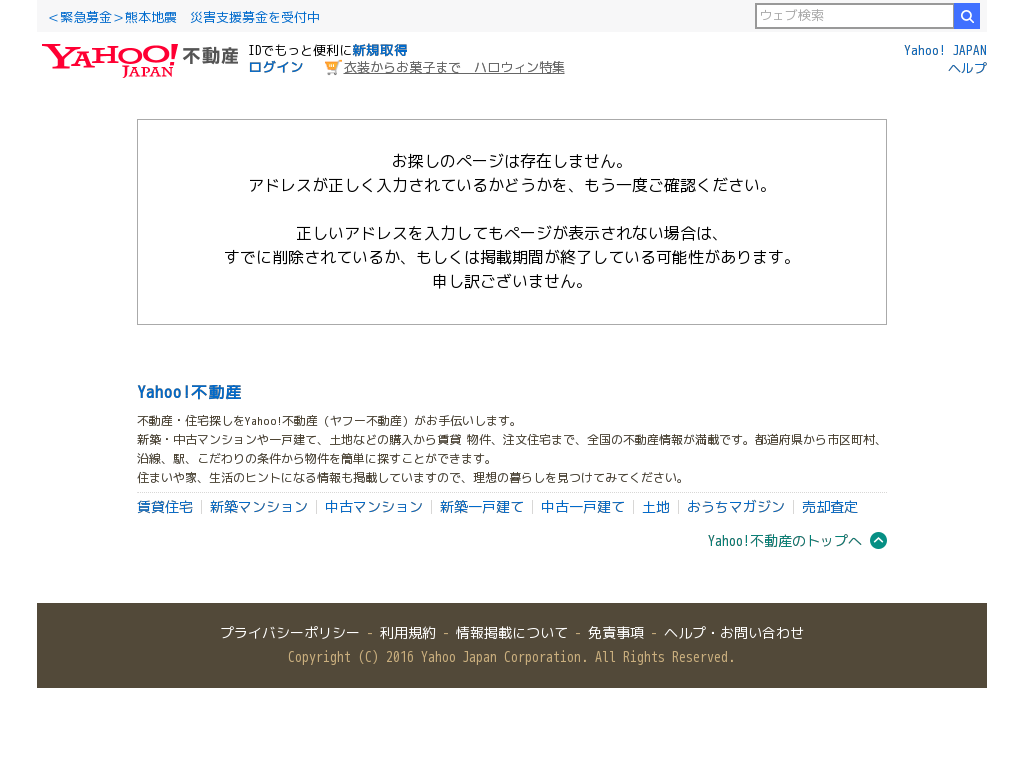 ＜緊急募金＞熊本地震　災害支援募金を受付中
ウェブ検索
YAHOO! JAPAN 不動産
IDでもっと便利に新規取得
ログイン
衣装からお菓子まで　ハロウィン特集
Yahoo! JAPAN
ヘルプ
お探しのページは存在しません。
アドレスが正しく入力されているかどうかを、もう一度ご確認ください。
正しいアドレスを入力してもページが表示されない場合は、
すでに削除されているか、もしくは掲載期間が終了している可能性があります。
申し訳ございません。
Yahoo!不動産
不動産・住宅探しをYahoo!不動産（ヤフー不動産）がお手伝いします。
新築・中古マンションや一戸建て、土地などの購入から賃貸 物件、注文住宅まで、全国の不動産情報が満載です。都道府県から市区町村、
沿線、駅、こだわりの条件から物件を簡単に探すことができます。
住まいや家、生活のヒントになる情報も掲載していますので、理想の暮らしを見つけてみてください。
賃貸住宅 新築マンション 中古マンション 新築一戸建て 中古一戸建て 土地 おうちマガジン 売却査定
Yahoo!不動産のトップへ
プライバシーポリシー - 利用規約 - 情報掲載について - 免責事項 - ヘルプ・お問い合わせ
Copyright (C) 2016 Yahoo Japan Corporation. All Rights Reserved.